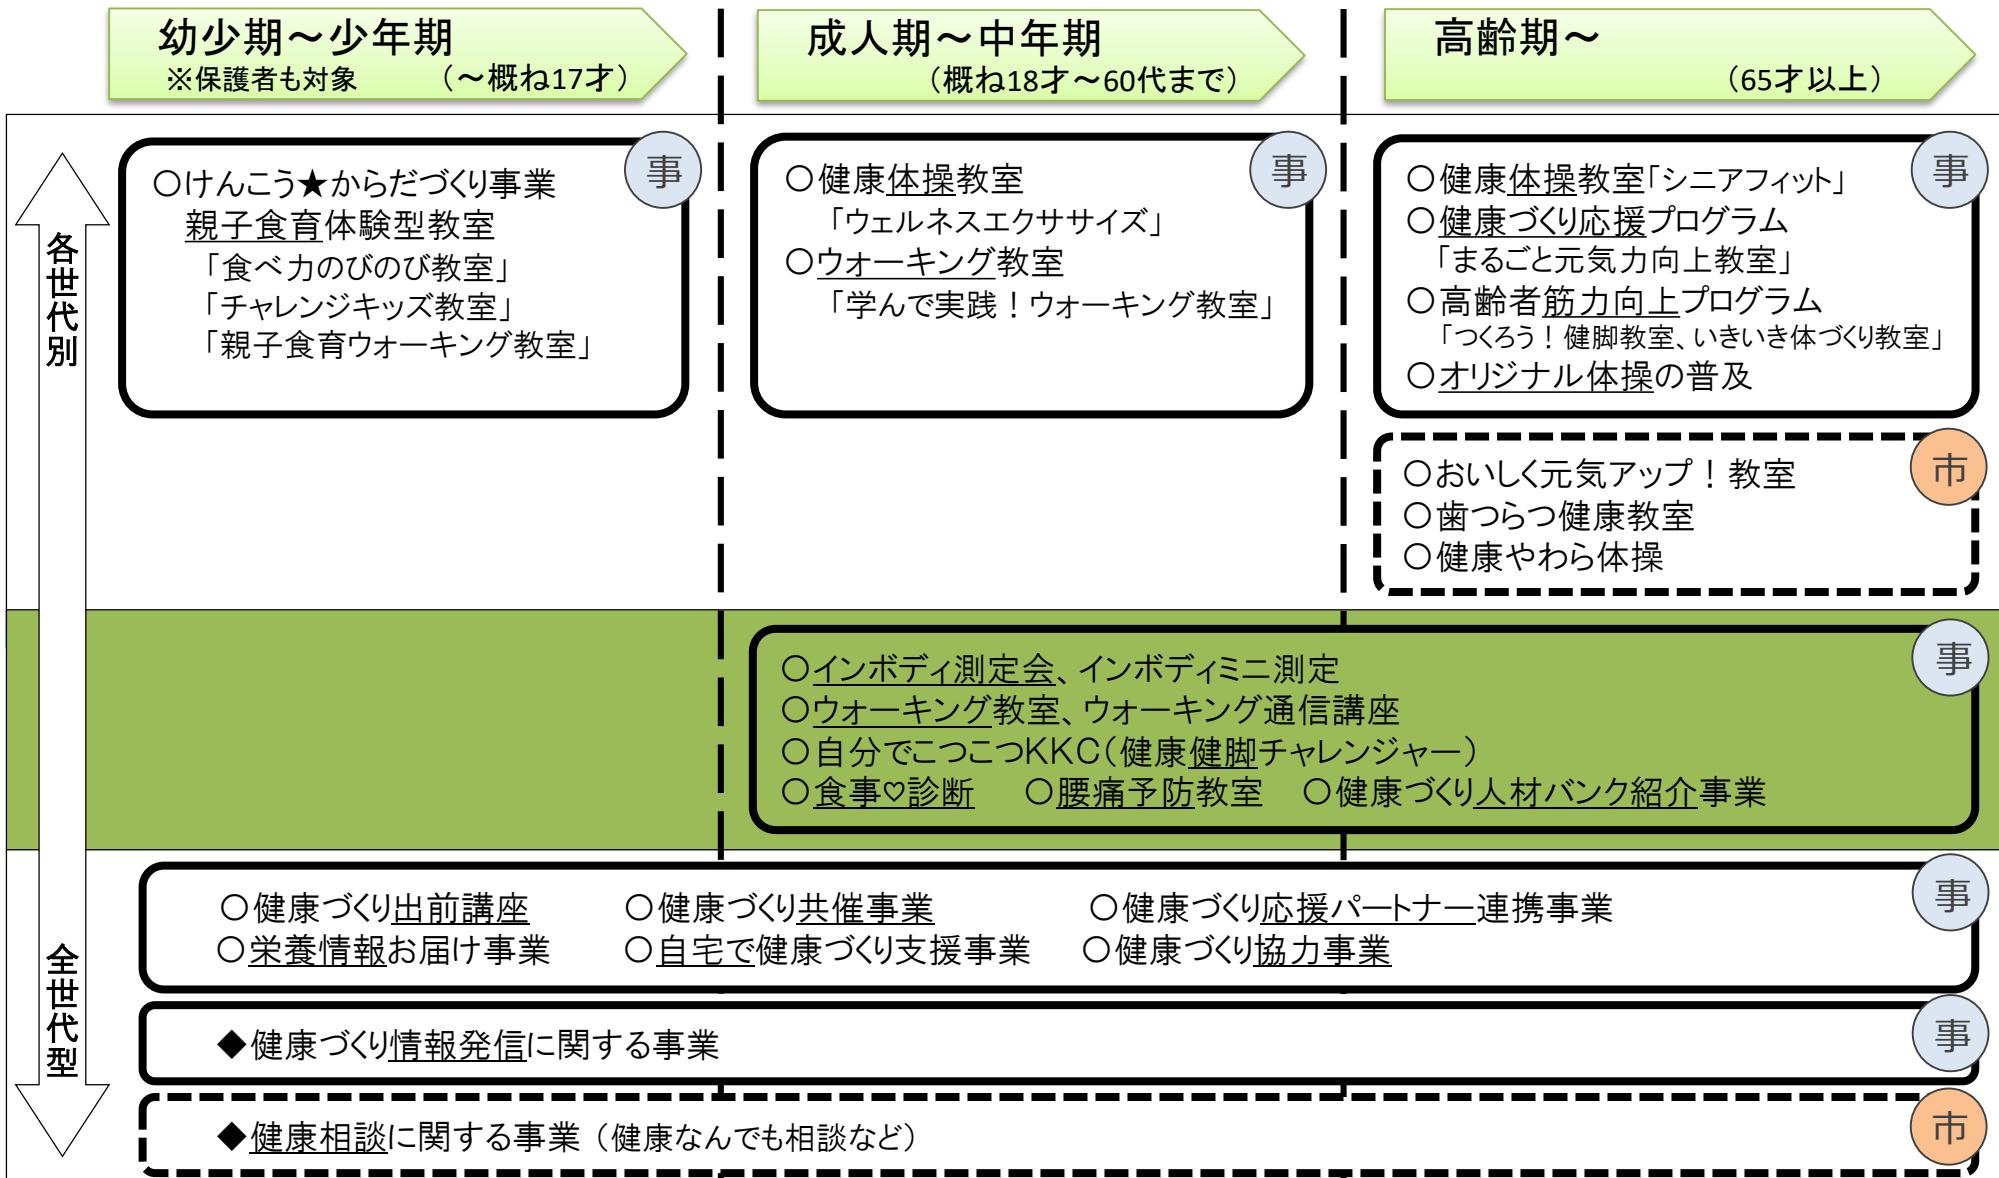 幼少期～少年期
※保護者も対象　（～概ね17才）
成人期～中年期
（概ね18才～60代まで）
高齢期～
（65才以上）
各世代別
事
○けんこう★からだづくり事業
親子食育体験型教室
「食べ力のびのび教室」
「チャレンジキッズ教室」
「親子食育ウォーキング教室」
事
○健康体操教室
「ウェルネスエクササイズ」
○ウォーキング教室
「学んで実践！ウォーキング教室」
事
○健康体操教室「シニアフィット」
○健康づくり応援プログラム
「まるごと元気力向上教室」
○高齢者筋力向上プログラム
「つくろう！健脚教室、いきいき体づくり教室」
○オリジナル体操の普及
市
○おいしく元気アップ！教室
○歯つらつ健康教室
○健康やわら体操
事
○インボディ測定会、インボディミニ測定
○ウォーキング教室、ウォーキング通信講座
○自分でこつこつKKC（健康健脚チャレンジャー）
○食事♡診断　○腰痛予防教室　○健康づくり人材バンク紹介事業
全世代型
事
○健康づくり出前講座　○健康づくり共催事業　○健康づくり応援パートナー連携事業
○栄養情報お届け事業　○自宅で健康づくり支援事業　○健康づくり協力事業
事
◆健康づくり情報発信に関する事業
市
◆健康相談に関する事業（健康なんでも相談など）